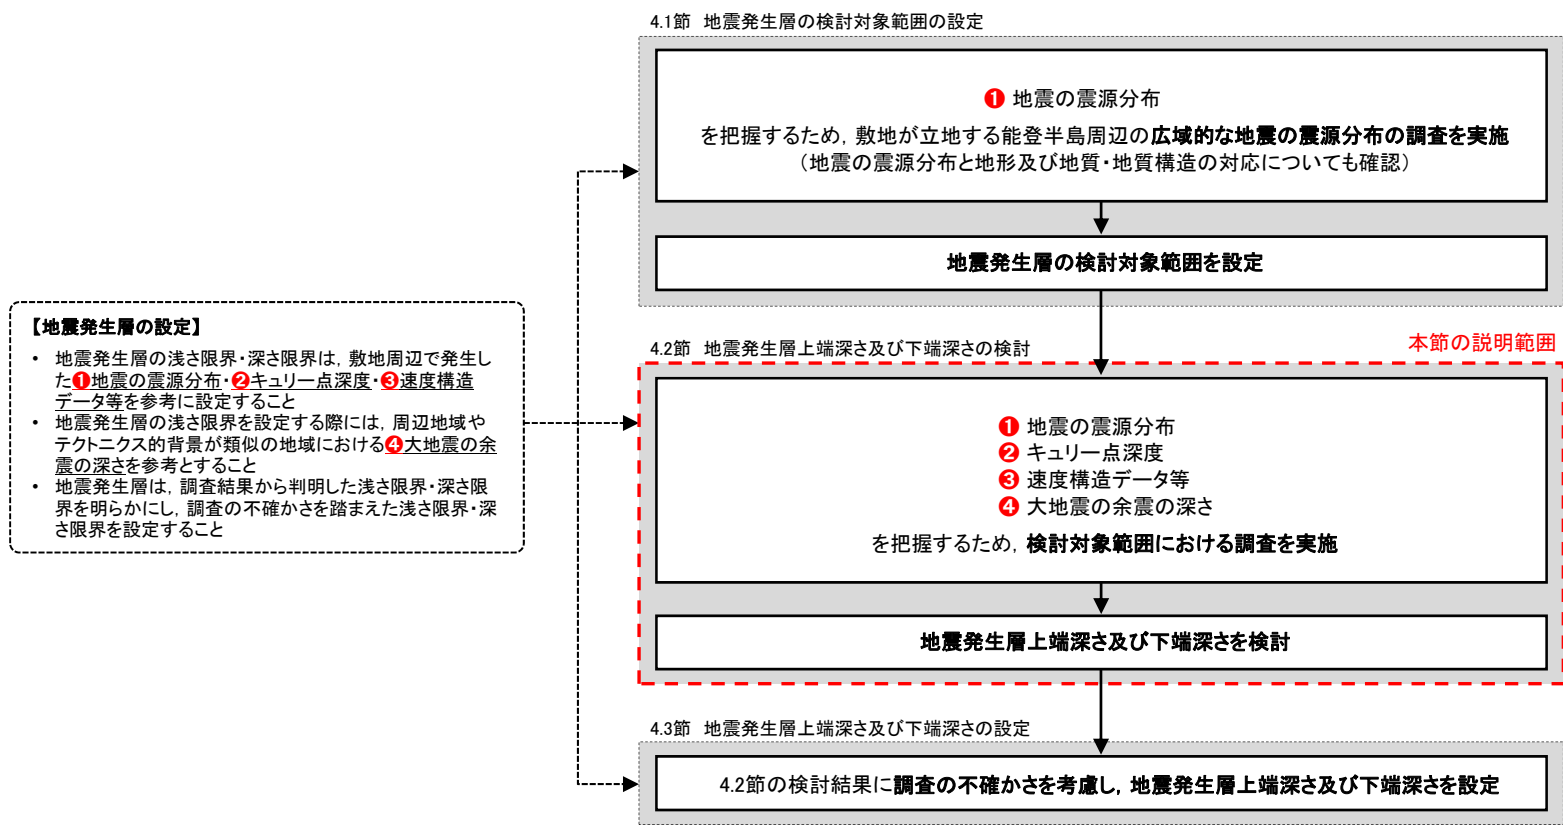 4.1節 地震発生層の検討対象範囲の設定
❶ 地震の震源分布
を把握するため，敷地が立地する能登半島周辺の広域的な地震の震源分布の調査を実施
（地震の震源分布と地形及び地質・地質構造の対応についても確認）
地震発生層の検討対象範囲を設定
【地震発生層の設定】
• 地震発生層の浅さ限界・深さ限界は，敷地周辺で発生し
た❶地震の震源分布・❷キュリー点深度・❸速度構造
データ等を参考に設定すること
• 地震発生層の浅さ限界を設定する際には，周辺地域や
テクトニクス的背景が類似の地域における❹大地震の余
震の深さを参考とすること
• 地震発生層は，調査結果から判明した浅さ限界・深さ限
界を明らかにし，調査の不確かさを踏まえた浅さ限界・深
さ限界を設定すること
4.2節 地震発生層上端深さ及び下端深さの検討
本節の説明範囲
❶ 地震の震源分布
❷ キュリー点深度
❸ 速度構造データ等
❹ 大地震の余震の深さ
を把握するため，検討対象範囲における調査を実施
地震発生層上端深さ及び下端深さを検討
4.3節 地震発生層上端深さ及び下端深さの設定
4.2節の検討結果に調査の不確かさを考慮し，地震発生層上端深さ及び下端深さを設定